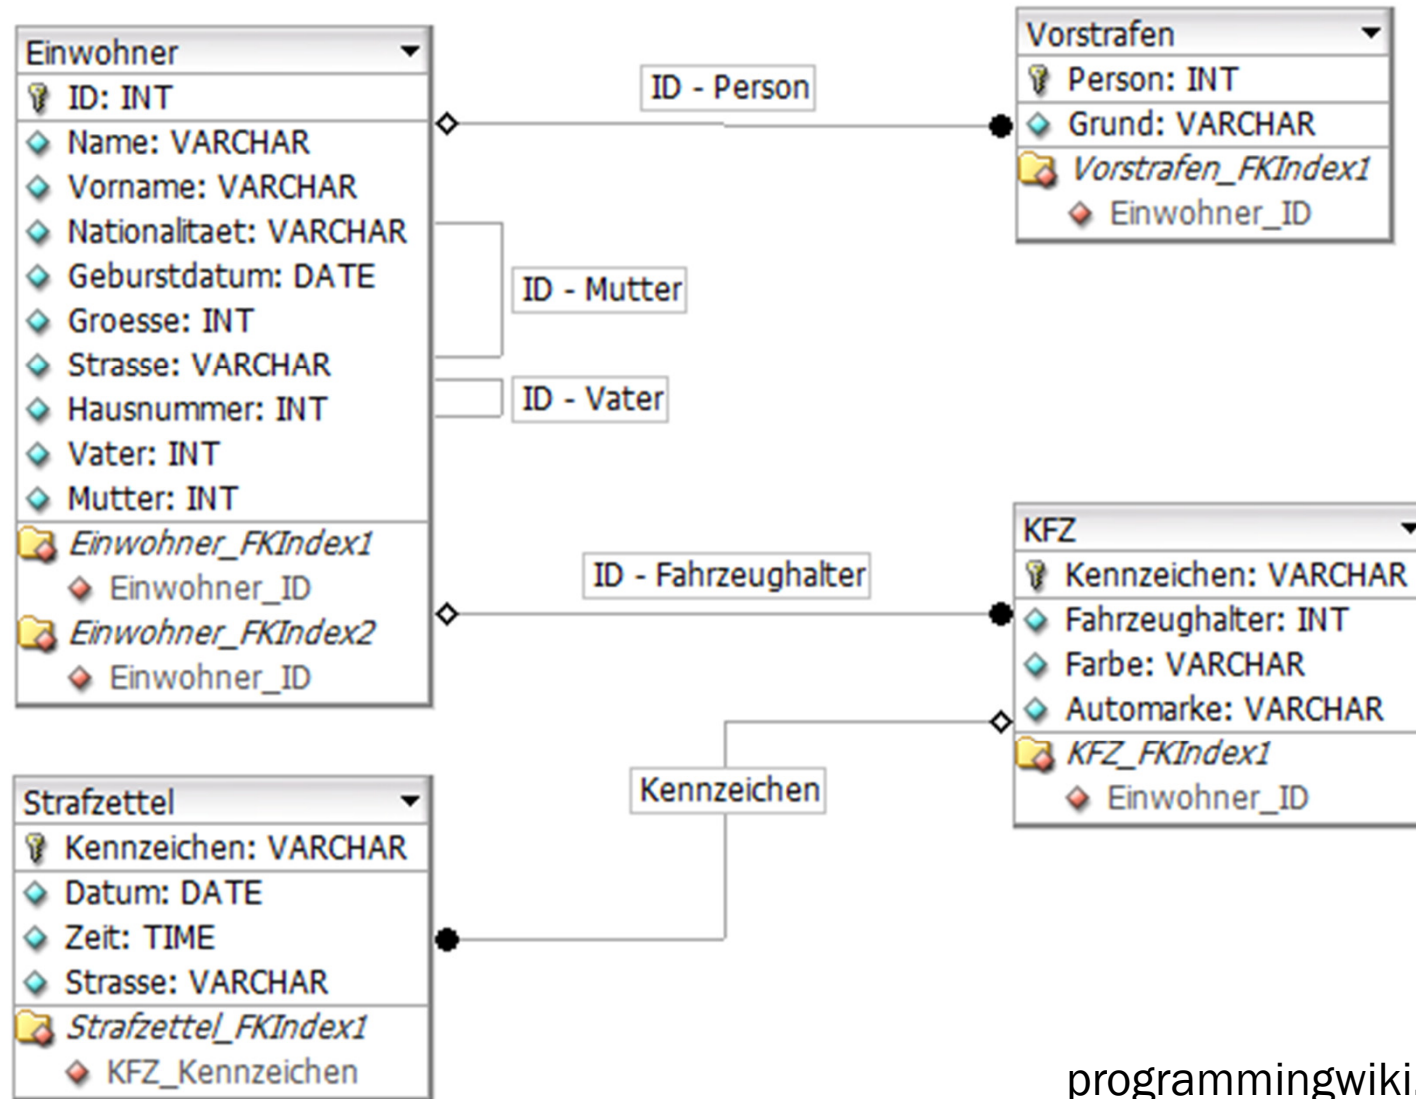 Einwohner
ID: INT
Name: VARCHAR
Vorname: VARCHAR
Nationalitaet: VARCHAR
Geburstdatum: DATE
Groesse: INT
Strasse: VARCHAR
Hausnummer: INT
Vater: INT
Mutter: INT
Einwohner_FKIndex1
Einwohner_ID
Einwohner_FKIndex2
Einwohner_ID
ID - Person
ID - Mutter
ID - Vater
ID - Fahrzeughalter
Kennzeichen
Vorstrafen
Person: INT
Grund: VARCHAR
Vorstrafen_FKIndex1
Einwohner_ID
KFZ
Kennzeichen: VARCHAR
Fahrzeughalter: INT
Farbe: VARCHAR
Automarke: VARCHAR
KFZ_FKIndex1
Einwohner_ID
Strafzettel
Kennzeichen: VARCHAR
Datum: DATE
Zeit: TIME
Strasse: VARCHAR
Strafzettel_FKIndex1
KFZ_Kennzeichen
programmingwiki.